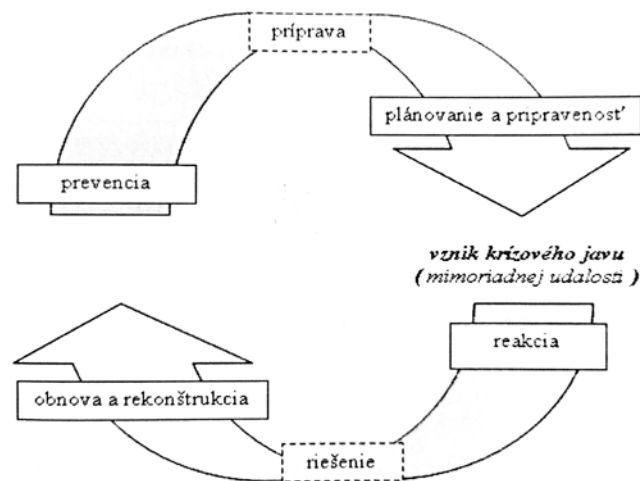 príprava
plánovanie a pripravenosť
prevencia
vznik krízového javu
(mimoriadnej udalosti)
reakcia
obnova a rekonštrukcia
riešenie